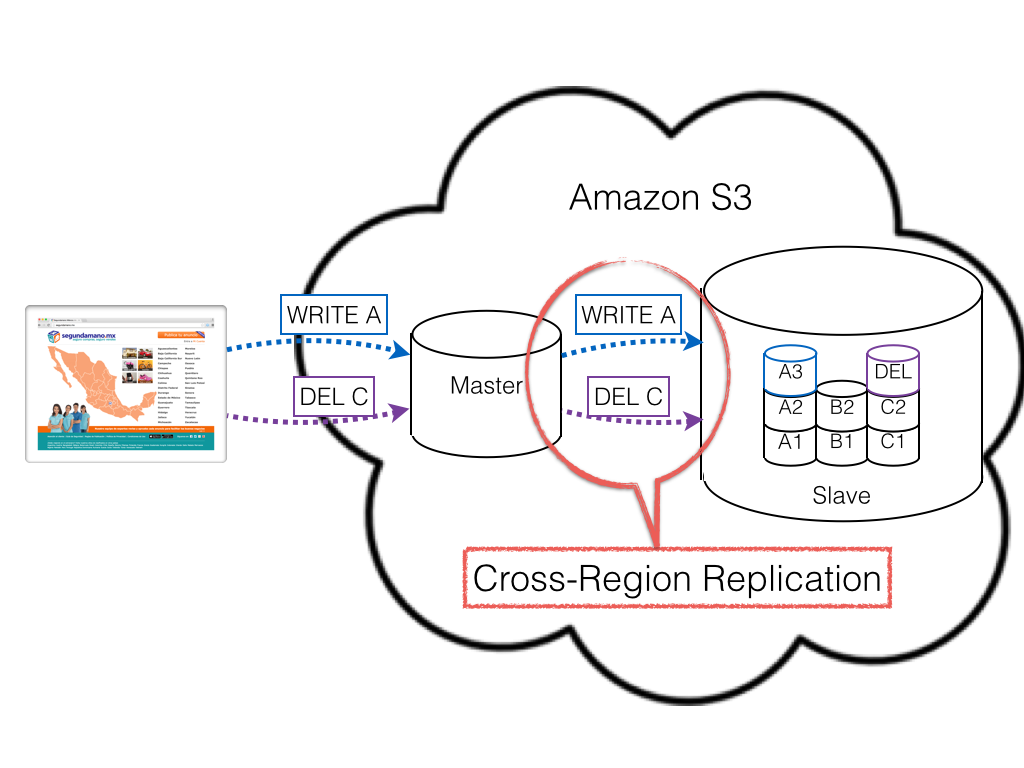 Amazon S3
WRITE A
WRITE A
segundamano.mx
DEL C
Master
DEL C
A3
DEL
A2
B2
C2
A1
B1
C1
Slave
Cross-Region Replication